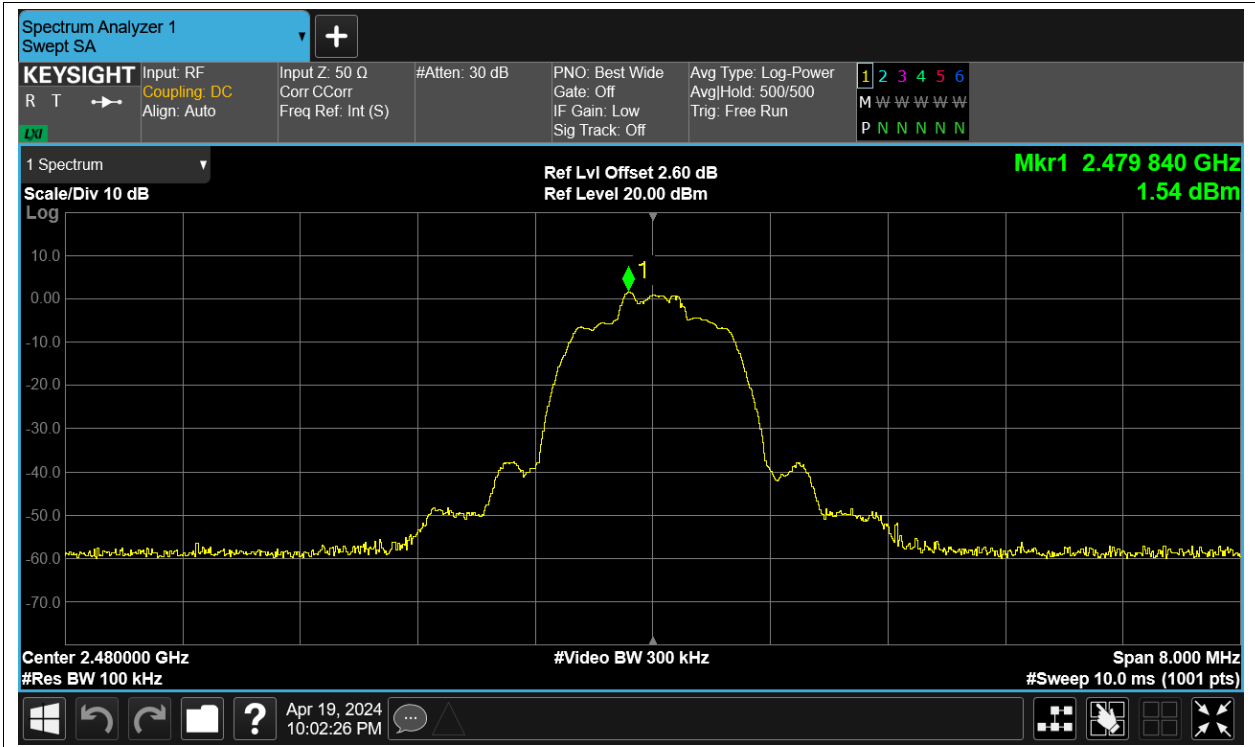 Spectrum Analyzer 1
Swept SA
+
KEYSIGHT
R T
LXI
Input: RF
Coupling: DC
Align: Auto
Input Z: 50 Ω
Corr CCorr
Freq Ref: Int (S)
#Atten: 30 dB
PNO: Best Wide
Gate: Off
IF Gain: Low
Sig Track: Off
Avg Type: Log-Power
Avg|Hold: 500/500
Trig: Free Run
1 2 3 4 5 6
M W W W W W
P N N N N N
1 Spectrum
Scale/Div 10 dB
Log
Ref Lvl Offset 2.60 dB
Ref Level 20.00 dBm
Mkr1 2.479 840 GHz
1.54 dBm
10.0
0.00
-10.0
-20.0
-30.0
-40.0
-50.0
-60.0
-70.0
1
Center 2.480000 GHz
#Video BW 300 kHz
Span 8.000 MHz
#Res BW 100 kHz
#Sweep 10.0 ms (1001 pts)
?
Apr 19, 2024
10:02:26 PM